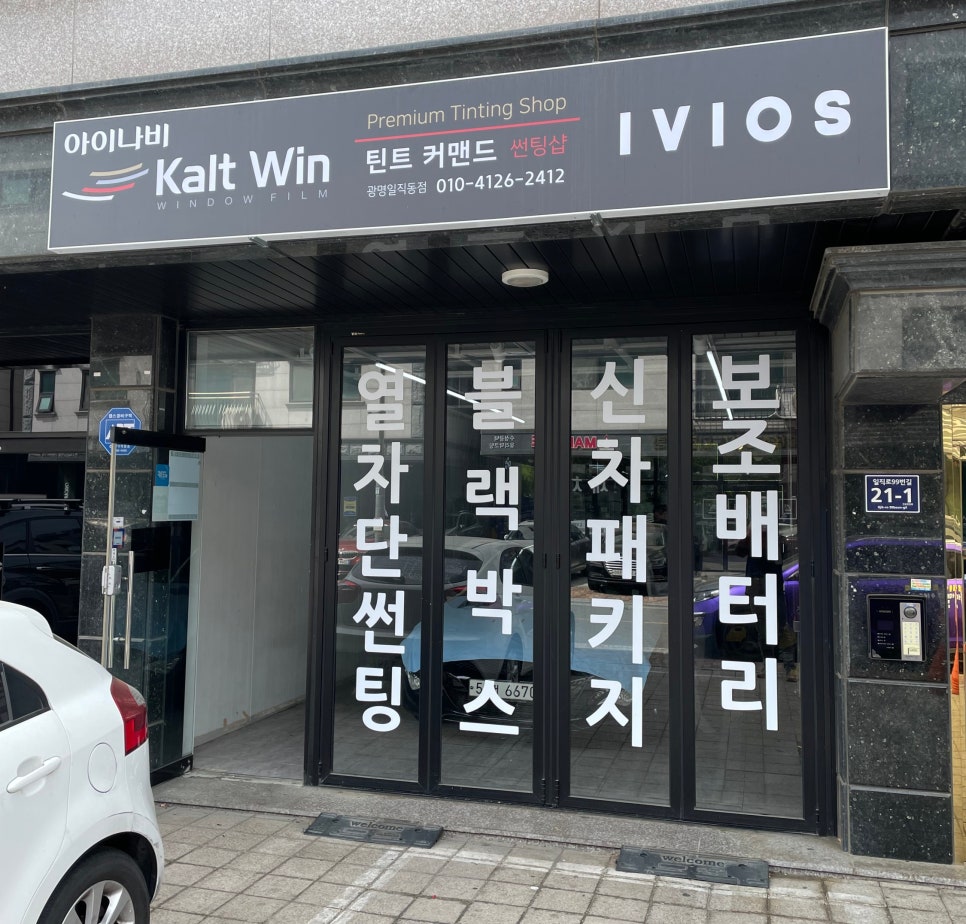 아이나비
Kalt Win
WINDOW FILM
Premium Tinting Shop
틴트 커맨드 썬팅샵
광명일직동점 010-4126-2412
IVIOS
열차단썬팅
블랙박스
신차패키지
보조배터리
일직로99번길
21-1
6670
welcome
welcome